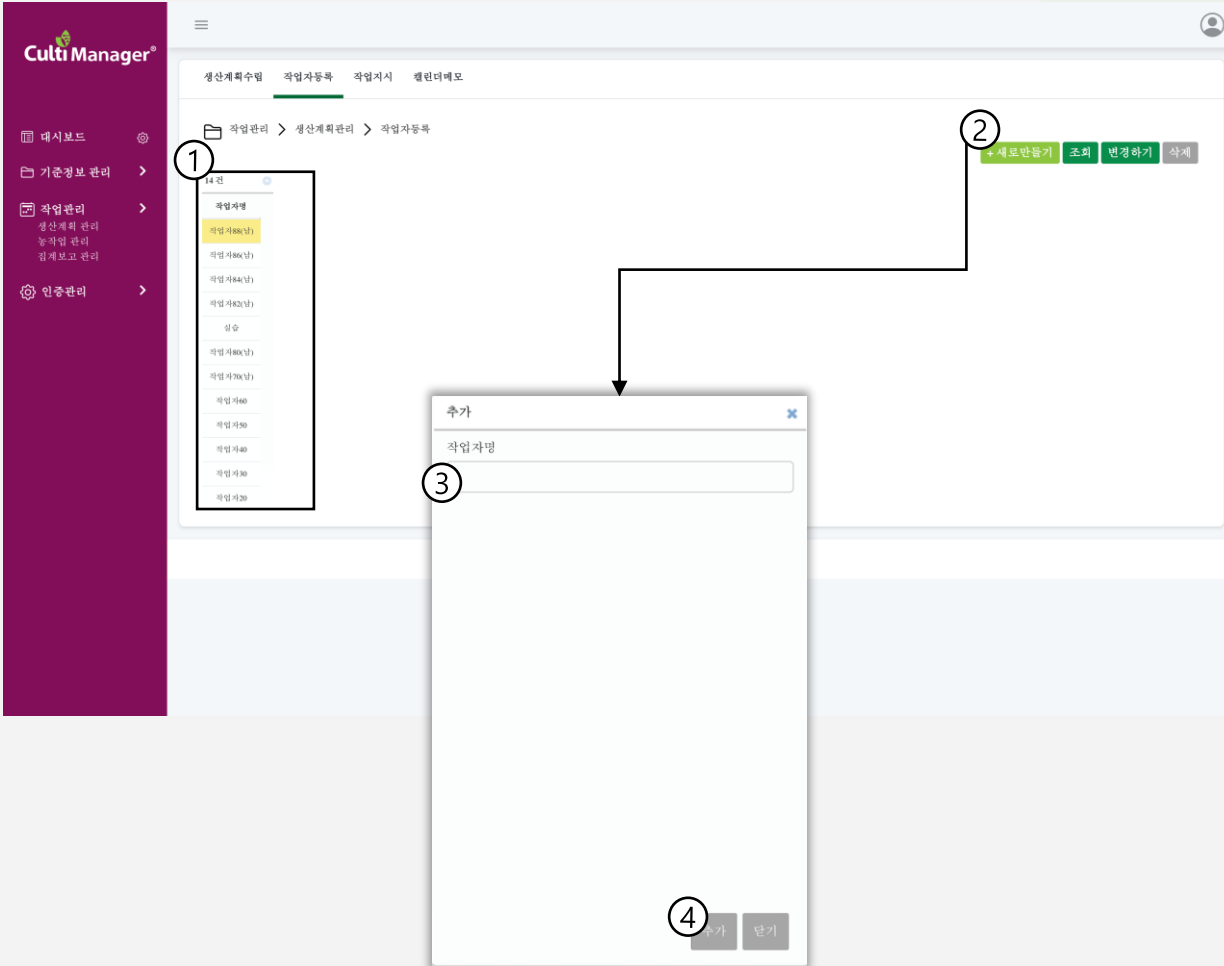 Culti Manager®
대시보드
기준정보 관리
작업관리
생산계획 관리
농작업 관리
집계보고 관리
인증관리
생산계획수립 작업자등록 작업지시 캘린더메모
작업관리 > 생산계획관리 > 작업자등록
① ②
+ 새로만들기 조회 변경하기 삭제
14 건
작업자명
작업자88(남)
작업자86(남)
작업자84(남)
작업자82(남)
실습
작업자80(남)
작업자70(남)
작업자60
작업자50
작업자40
작업자30
작업자20
추가
작업자명
③
④
추가 닫기